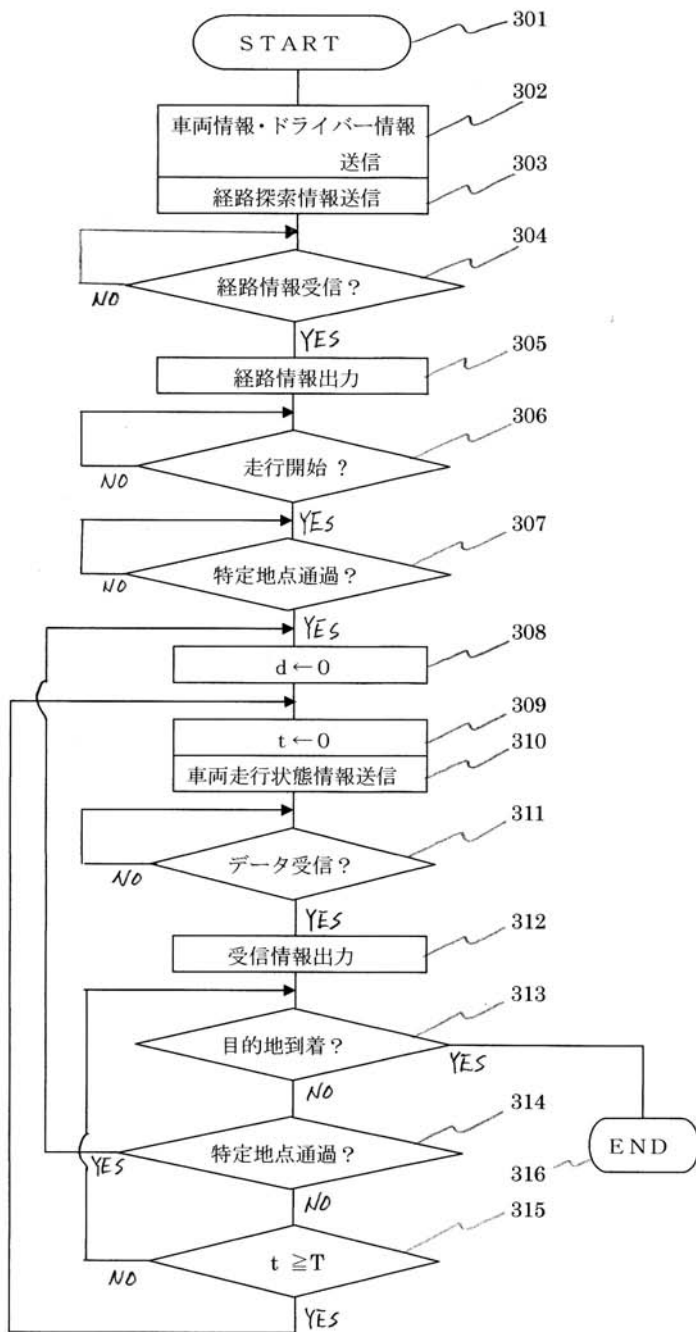 START
301
302
車両情報・ドライバー情報
送信
303
経路探索情報送信
304
経路情報受信?
NO
YES
305
経路情報出力
306
走行開始 ?
NO
YES
307
特定地点通過?
NO
YES
308
d←0
309
t←0
310
車両走行状態情報送信
311
データ受信?
NO
YES
312
受信情報出力
313
目的地到着?
YES
NO
314
特定地点通過?
YES
END
316
NO
315
t ≧T
NO
YES